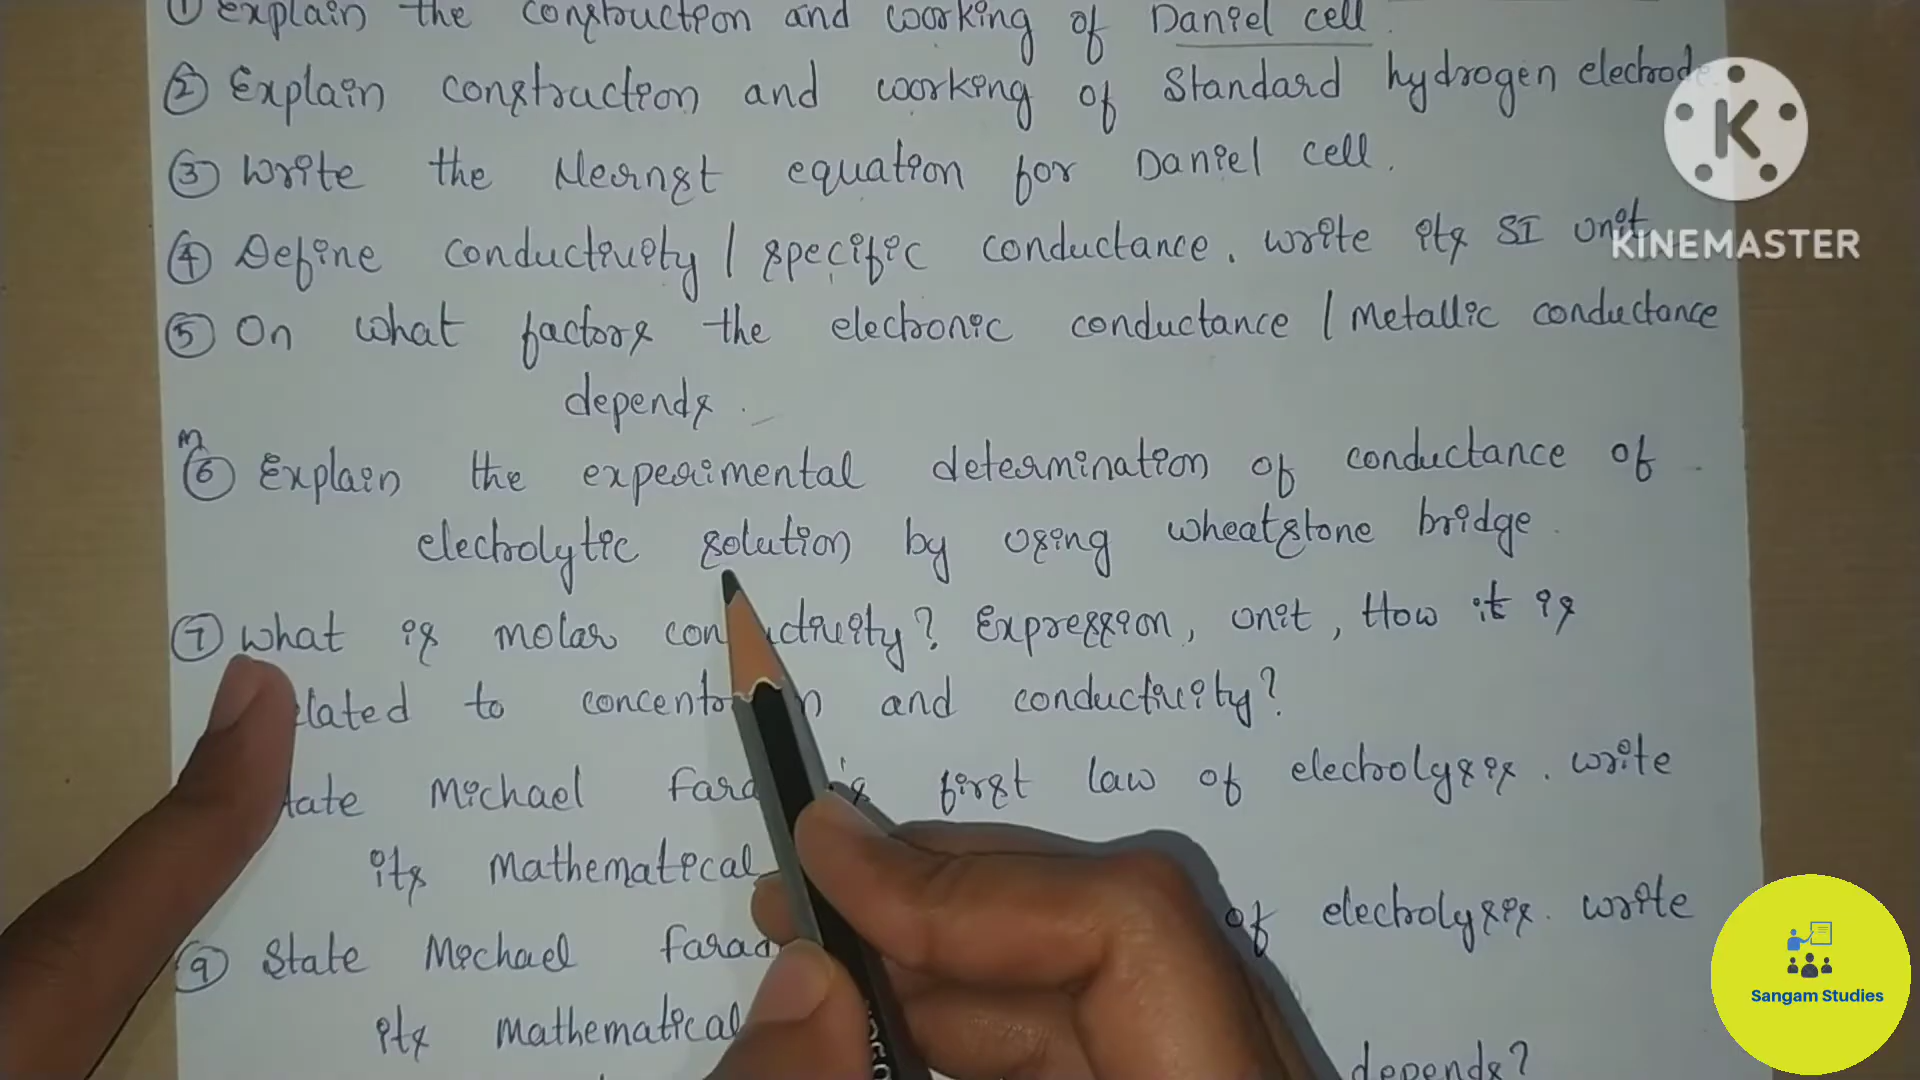 ① Explain the construction and working of Daniel cell.
② Explain construction and working of Standard hydrogen electrode.
③ Write the Nernst equation for Daniel cell.
④ Define conductivity / specific conductance. write its SI unit
⑤ On what factors the electronic conductance / Metallic conductance
depends.
M
⑥ Explain the experimental determination of conductance of
electrolytic solution by using wheatstone bridge.
⑦ What is molar conductivity? Expression, unit, How it is
related to concentration and conductivity?
State Michael Faraday's first law of electrolysis. write
its Mathematical
of electrolysis. write
⑨ State Michael
its mathematical
depends?
K
KINEMASTER
Sangam Studies